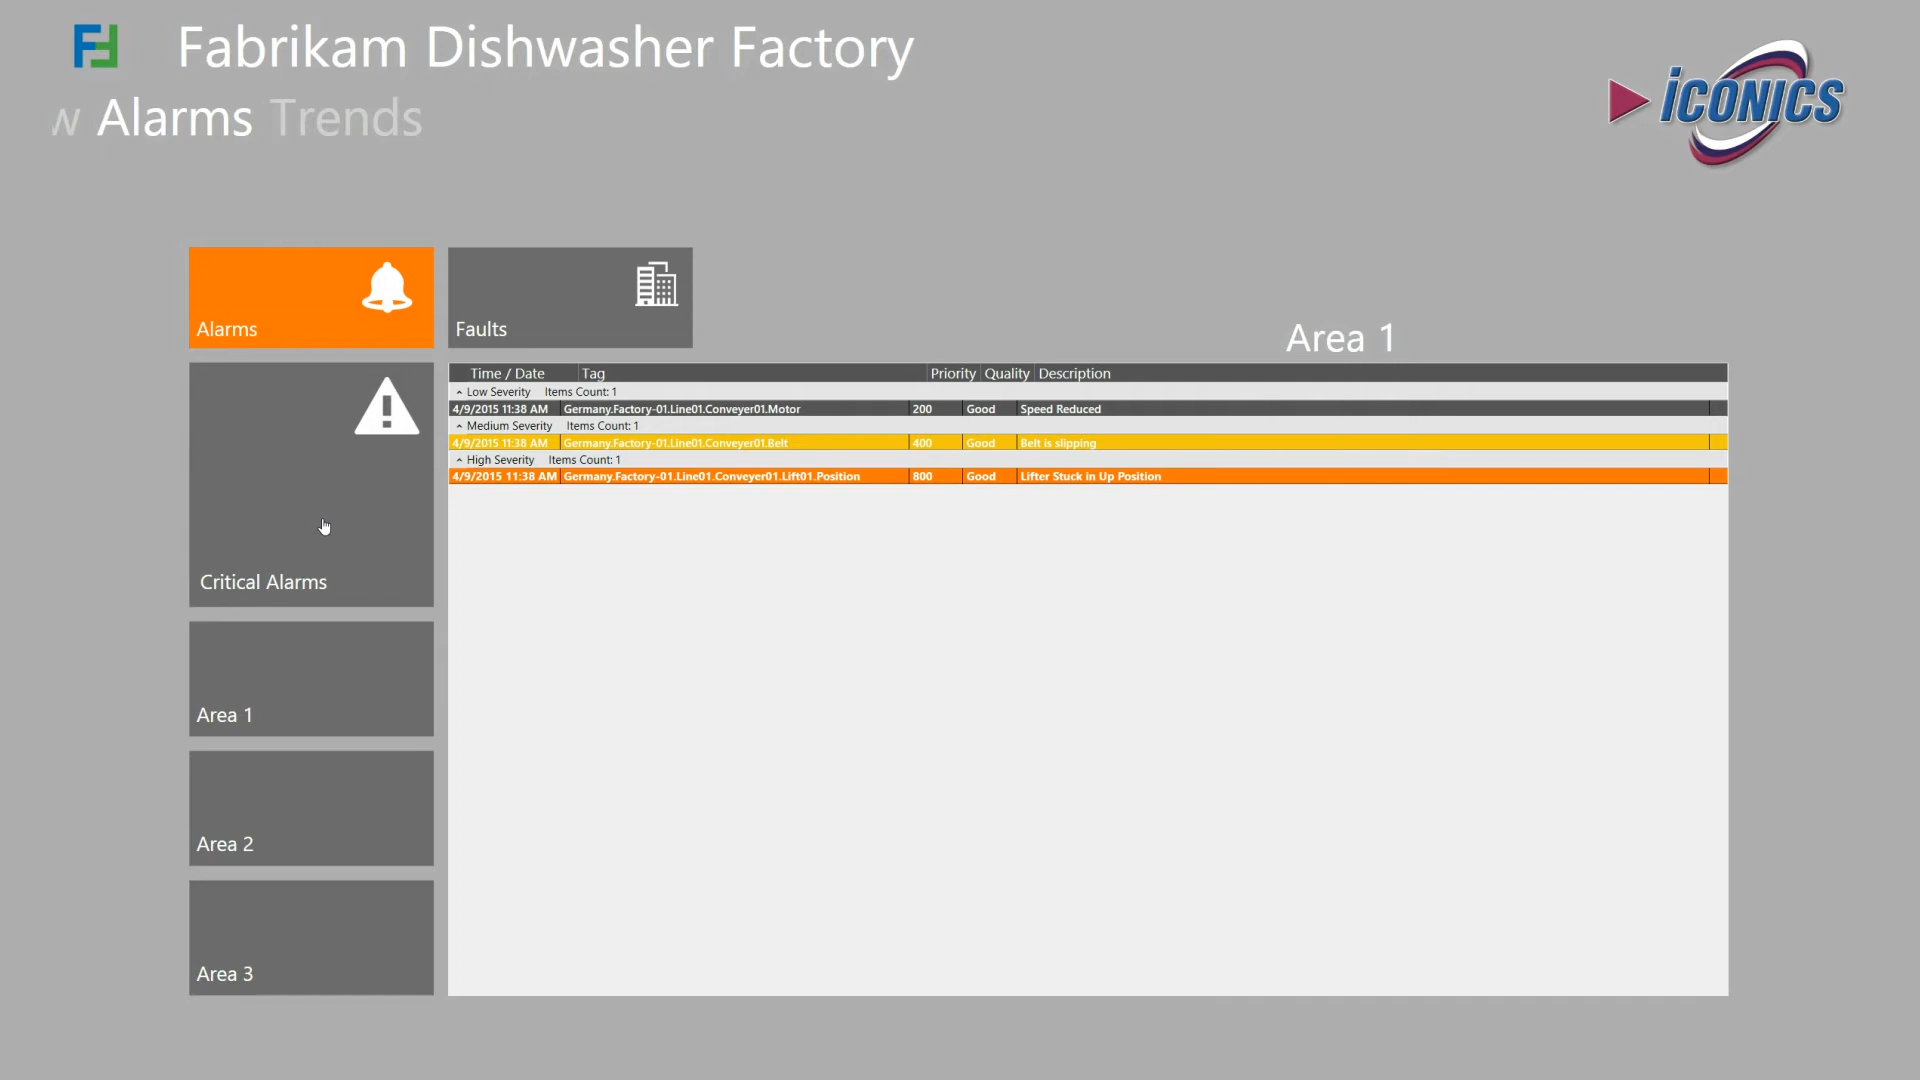 Fabrikam Dishwasher Factory
w Alarms Trends
ICONICS
Alarms
Faults
Area 1
Time / Date Tag Priority Quality Description
Low Severity Items Count: 1
4/9/2015 11:38 AM Germany.Factory-01.Line01.Conveyer01.Motor 200 Good Speed Reduced
Medium Severity Items Count: 1
4/9/2015 11:38 AM Germany.Factory-01.Line01.Conveyer01.Belt 400 Good Belt is slipping
High Severity Items Count: 1
4/9/2015 11:38 AM Germany.Factory-01.Line01.Conveyer01.Lift01.Position 800 Good Lifter Stuck in Up Position
Critical Alarms
Area 1
Area 2
Area 3